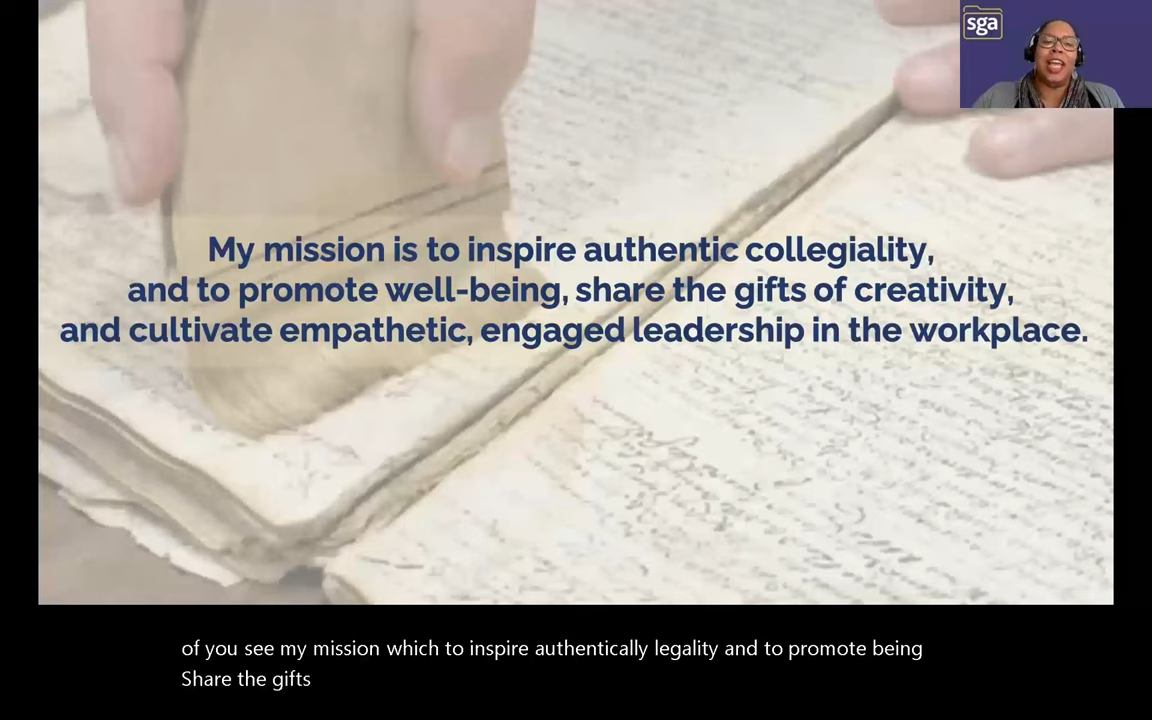 sga
My mission is to inspire authentic collegiality,
and to promote well-being, share the gifts of creativity,
and cultivate empathetic, engaged leadership in the workplace.
of you see my mission which to inspire authentically legality and to promote being
Share the gifts